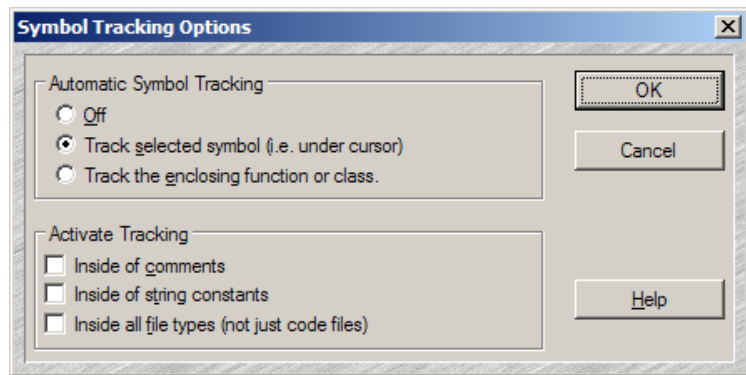 Symbol Tracking Options
Automatic Symbol Tracking
Off
Track selected symbol (i.e. under cursor)
Track the enclosing function or class.
OK
Cancel
Activate Tracking
Inside of comments
Inside of string constants
Inside all file types (not just code files)
Help